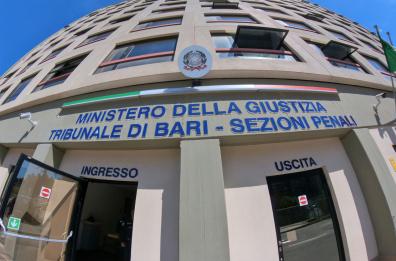 MINISTERO DELLA GIUSTIZIA
TRIBUNALE DI BARI - SEZIONI PENALI
INGRESSO
USCITA